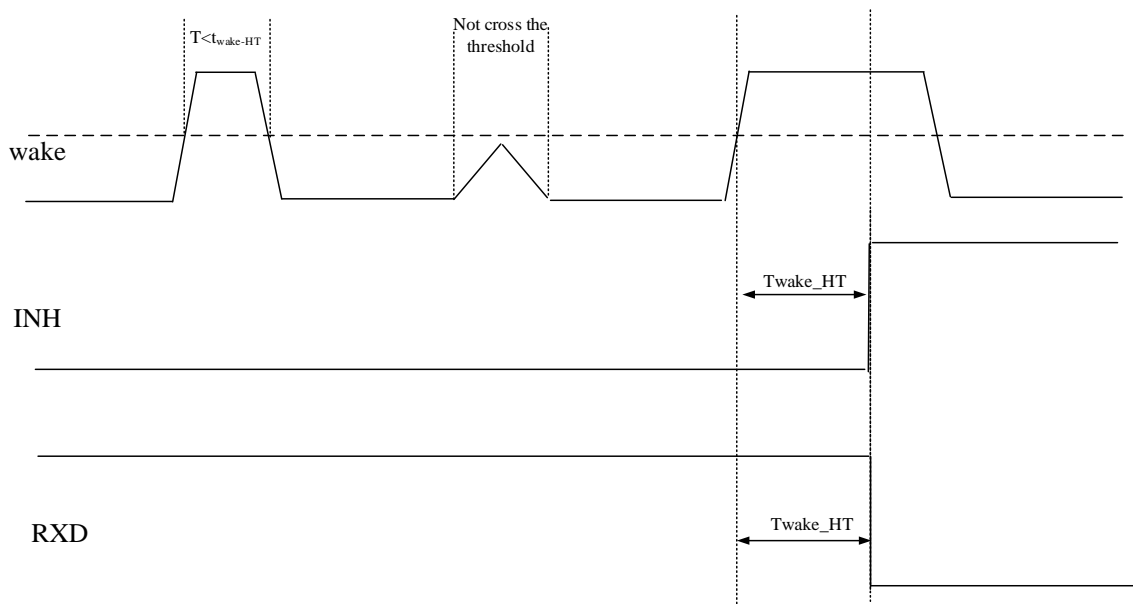 T<twake-HT
Not cross the
threshold
wake
Twake_HT
INH
Twake_HT
RXD